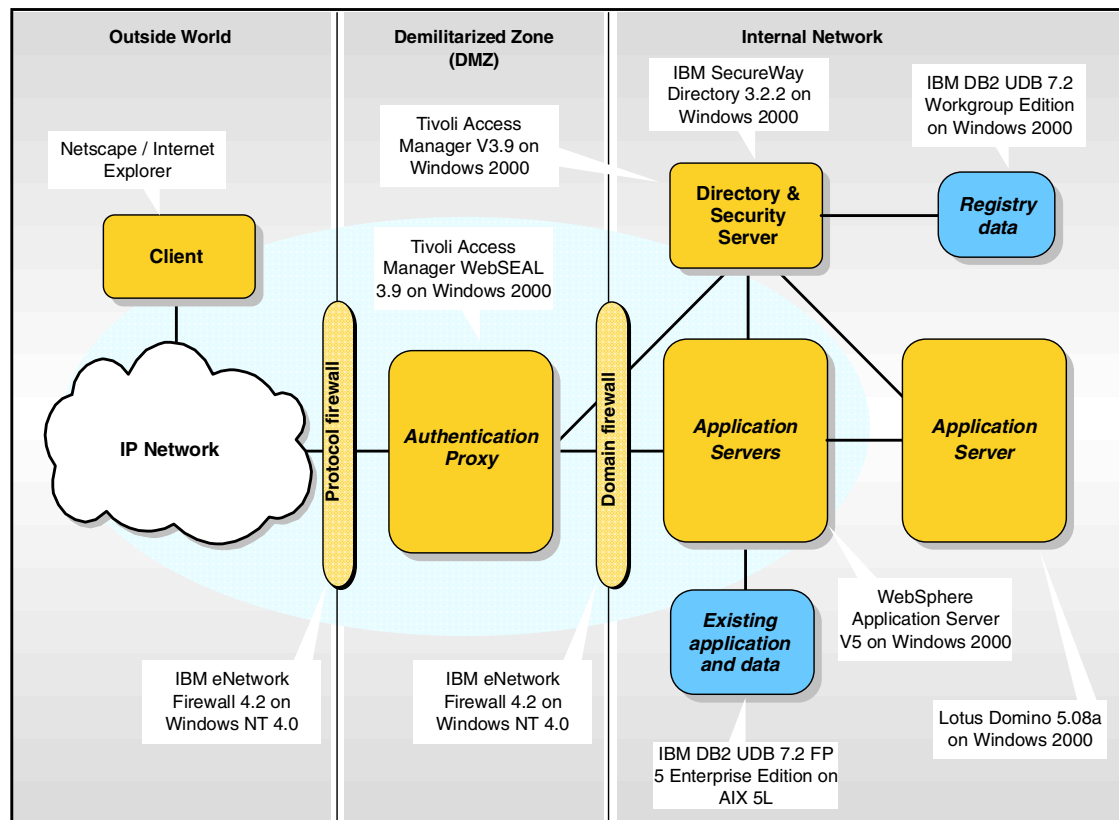 Outside World
Demilitarized Zone
(DMZ)
Internal Network
IBM SecureWay
Directory 3.2.2 on
Windows 2000
IBM DB2 UDB 7.2
Workgroup Edition
on Windows 2000
Tivoli Access
Manager V3.9 on
Windows 2000
Netscape / Internet
Explorer
Directory &
Security
Server
Registry
data
Client
Tivoli Access
Manager WebSEAL
3.9 on Windows 2000
IP Network
Protocol firewall
Authentication
Proxy
Domain firewall
Application
Servers
Application
Server
Existing
application
and data
WebSphere
Application Server
V5 on Windows 2000
IBM eNetwork
Firewall 4.2 on
Windows NT 4.0
IBM eNetwork
Firewall 4.2 on
Windows NT 4.0
Lotus Domino 5.08a
on Windows 2000
IBM DB2 UDB 7.2 FP
5 Enterprise Edition on
AIX 5L